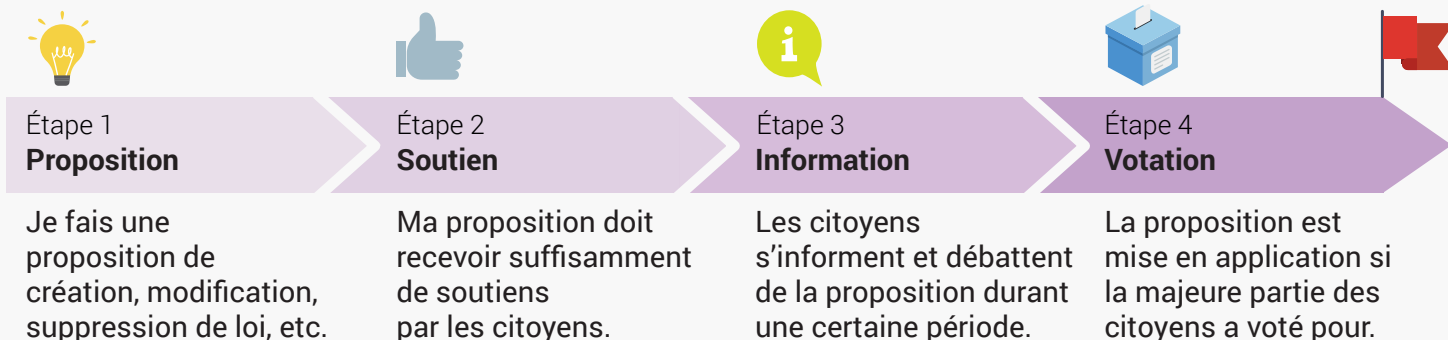 Étape 1
Proposition
Je fais une
proposition de
création, modification,
suppression de loi, etc.
Étape 2
Soutien
Ma proposition doit
recevoir suffisamment
de soutiens
par les citoyens.
Étape 3
Information
Les citoyens
s’informent et débattent
de la proposition durant
une certaine période.
Étape 4
Votation
La proposition est
mise en application si
la majeure partie des
citoyens a voté pour.